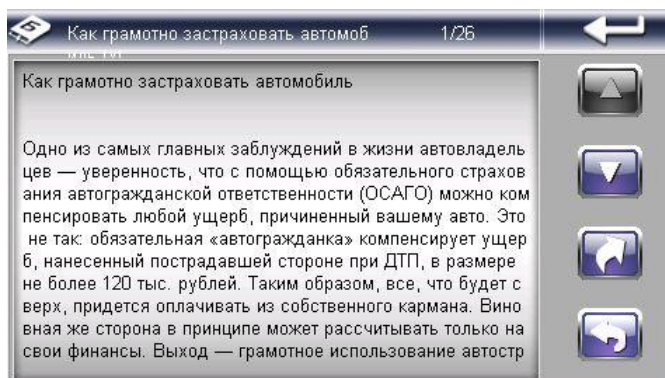 Как грамотно застраховать автомоб 1/26
Как грамотно застраховать автомобиль
Одно из самых главных заблуждений в жизни автовладель
цев — уверенность, что с помощью обязательного страхов
ания автогражданской ответственности (ОСАГО) можно ком
пенсировать любой ущерб, причиненный вашему авто. Это
не так: обязательная «автогражданка» компенсирует ущер
б, нанесенный пострадавшей стороне при ДТП, в размере
не более 120 тыс. рублей. Таким образом, все, что будет с
верх, придется оплачивать из собственного кармана. Вино
вная же сторона в принципе может рассчитывать только на
свои финансы. Выход — грамотное использование автостр